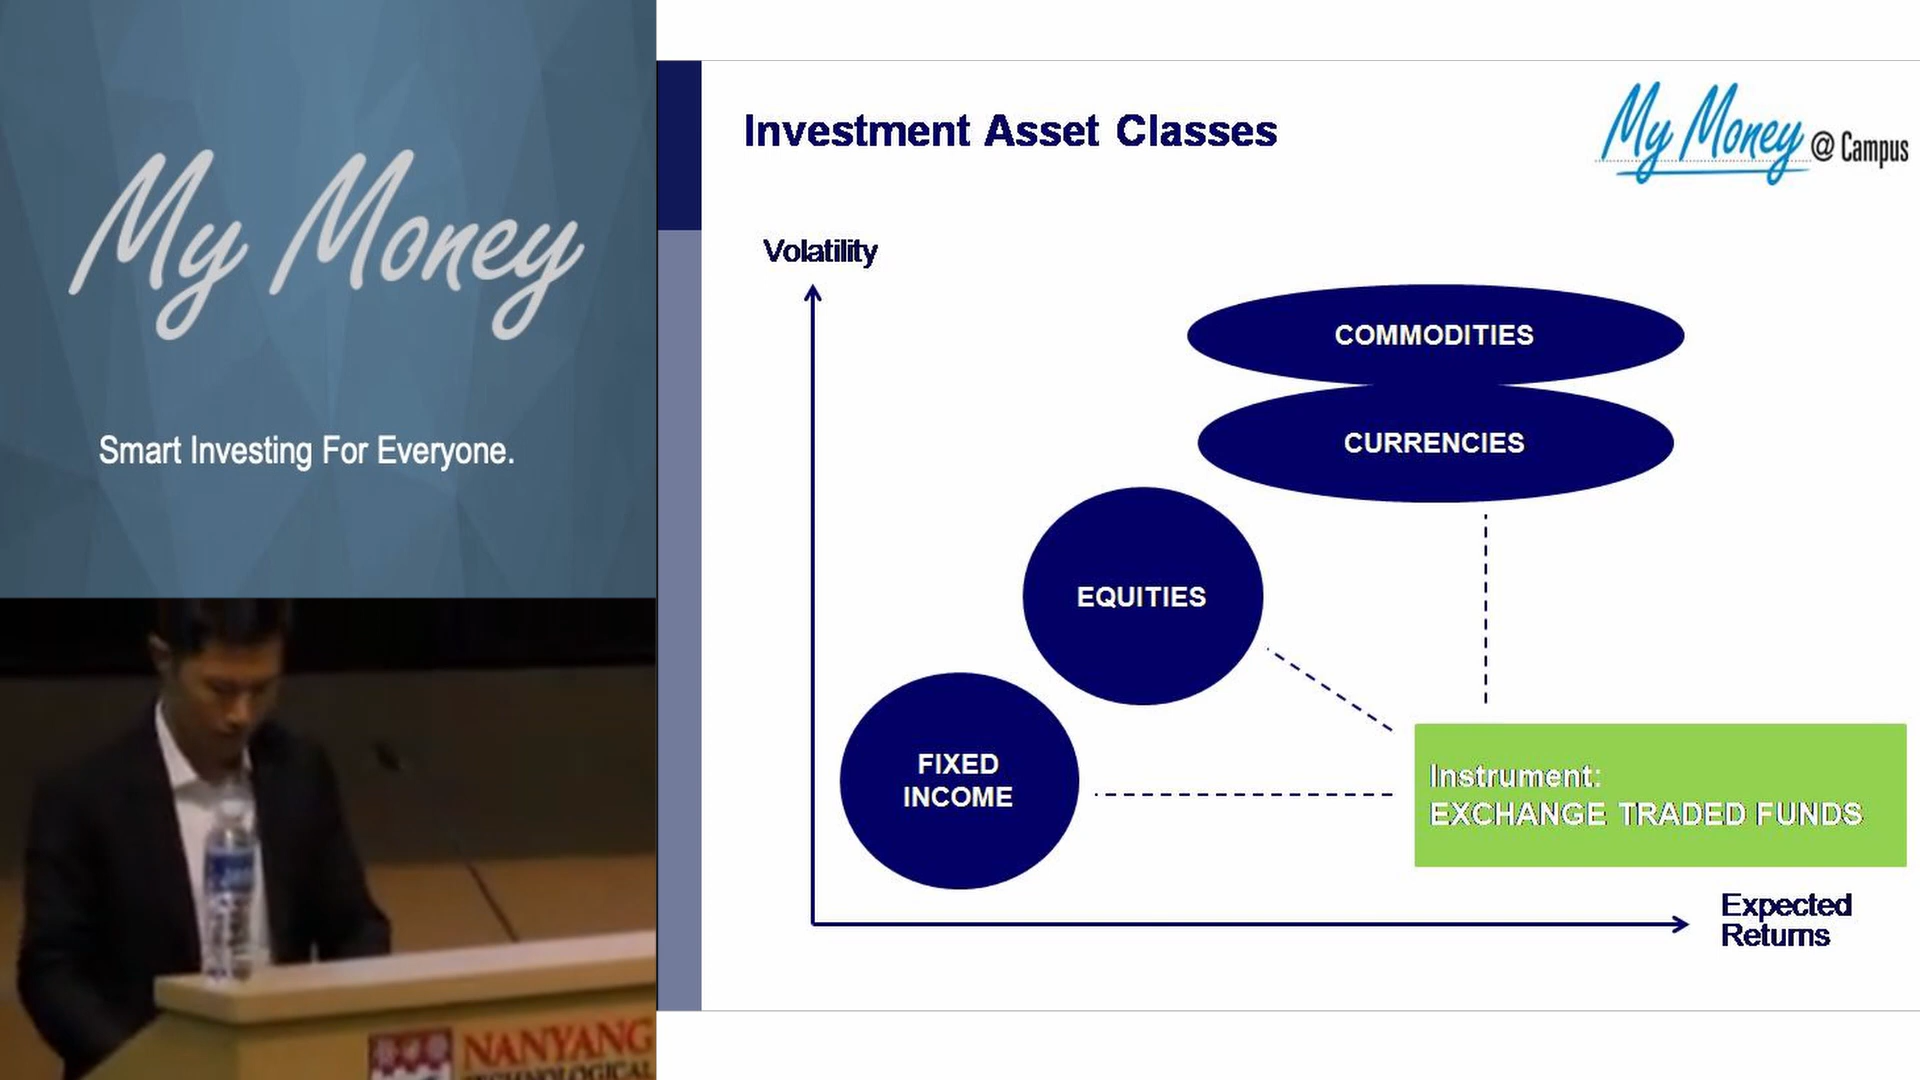 My Money
Smart Investing For Everyone.
NANYANG
TECHNOLOGICAL
Investment Asset Classes
My Money @ Campus
Volatility
COMMODITIES
CURRENCIES
EQUITIES
FIXED
INCOME
Instrument:
EXCHANGE TRADED FUNDS
Expected
Returns